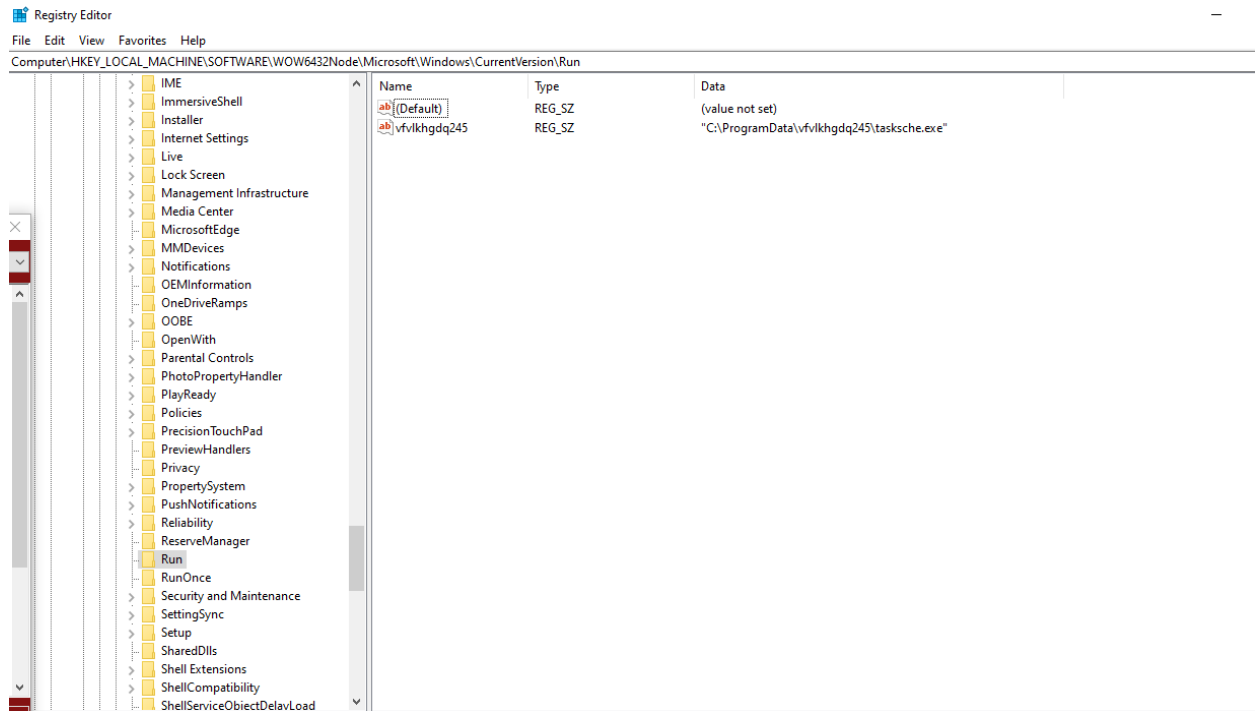 Registry Editor
File Edit View Favorites Help
Computer\HKEY_LOCAL_MACHINE\SOFTWARE\WOW6432Node\Microsoft\Windows\CurrentVersion\Run
IME
ImmersiveShell
Installer
Internet Settings
Live
Lock Screen
Management Infrastructure
Media Center
MicrosoftEdge
MMDevices
Notifications
OEMInformation
OneDriveRamps
OOBE
OpenWith
Parental Controls
PhotoPropertyHandler
PlayReady
Policies
PrecisionTouchPad
PreviewHandlers
Privacy
PropertySystem
PushNotifications
Reliability
ReserveManager
Run
RunOnce
Security and Maintenance
SettingSync
Setup
SharedDlls
Shell Extensions
ShellCompatibility
ShellServiceObjectDelayLoad
Name Type Data
ab (Default) REG_SZ (value not set)
ab vfvlkhgdq245 REG_SZ "C:\ProgramData\vfvlkhgdq245\tasksche.exe"